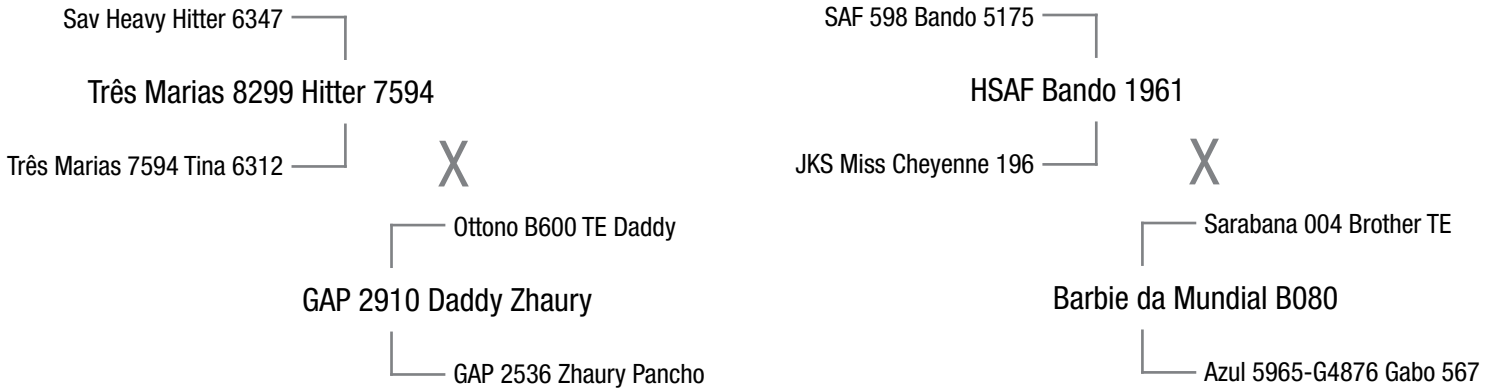 Sav Heavy Hitter 6347
Três Marias 8299 Hitter 7594
Três Marias 7594 Tina 6312
X
Ottono B600 TE Daddy
GAP 2910 Daddy Zhaury
GAP 2536 Zhaury Pancho
SAF 598 Bando 5175
HSAF Bando 1961
JKS Miss Cheyenne 196
X
Sarabana 004 Brother TE
Barbie da Mundial B080
Azul 5965-G4876 Gabo 567